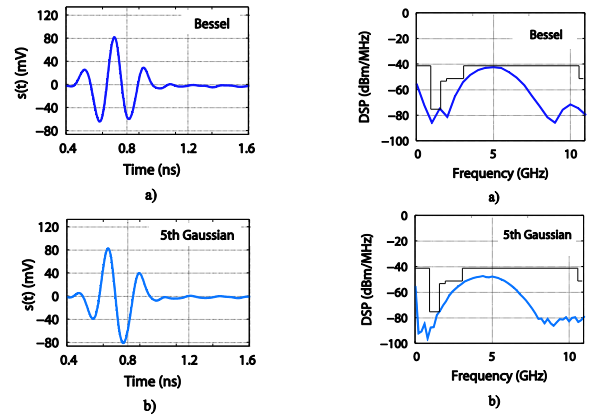 Bessel
s(t) (mV)
120
80
40
0
−40
−80
0.4 0.8 1.2 1.6
Time (ns)
a)
Bessel
DSP (dBm/MHz)
0
−20
−40
−60
−80
−100
0 5 10
Frequency (GHz)
a)
5th Gaussian
s(t) (mV)
120
80
40
0
−40
−80
0.4 0.8 1.2 1.6
Time (ns)
b)
5th Gaussian
DSP (dBm/MHz)
0
−20
−40
−60
−80
−100
0 5 10
Frequency (GHz)
b)